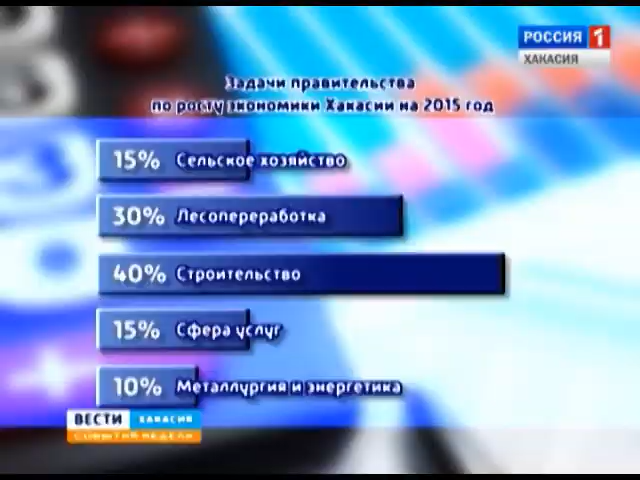 РОССИЯ 1
ХАКАСИЯ
Задачи правительства
по росту экономики Хакасии на 2015 год
15% Сельское хозяйство
30% Лесопереработка
40% Строительство
15% Сфера услуг
10% Металлургия и энергетика
ВЕСТИ ХАКАСИЯ
СОБЫТИЯ НЕДЕЛИ